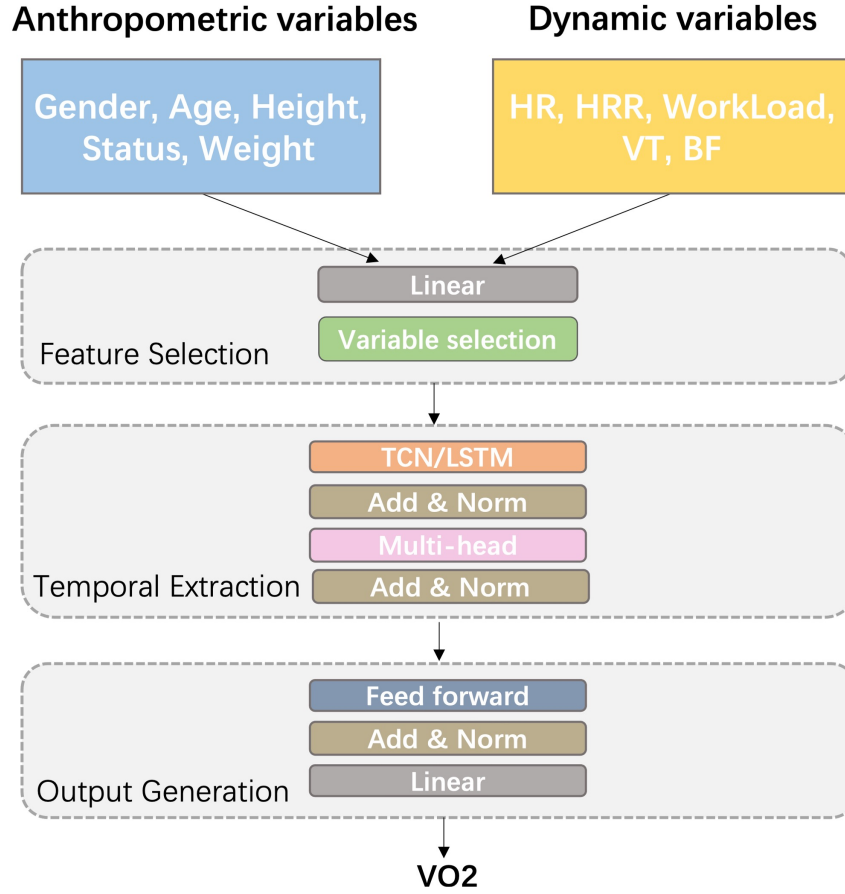 Anthropometric variables
Dynamic variables
Gender, Age, Height,
Status, Weight
HR, HRR, WorkLoad,
VT, BF
Linear
Variable selection
Feature Selection
TCN/LSTM
Add & Norm
Multi-head
Add & Norm
Temporal Extraction
Feed forward
Add & Norm
Linear
Output Generation
VO2